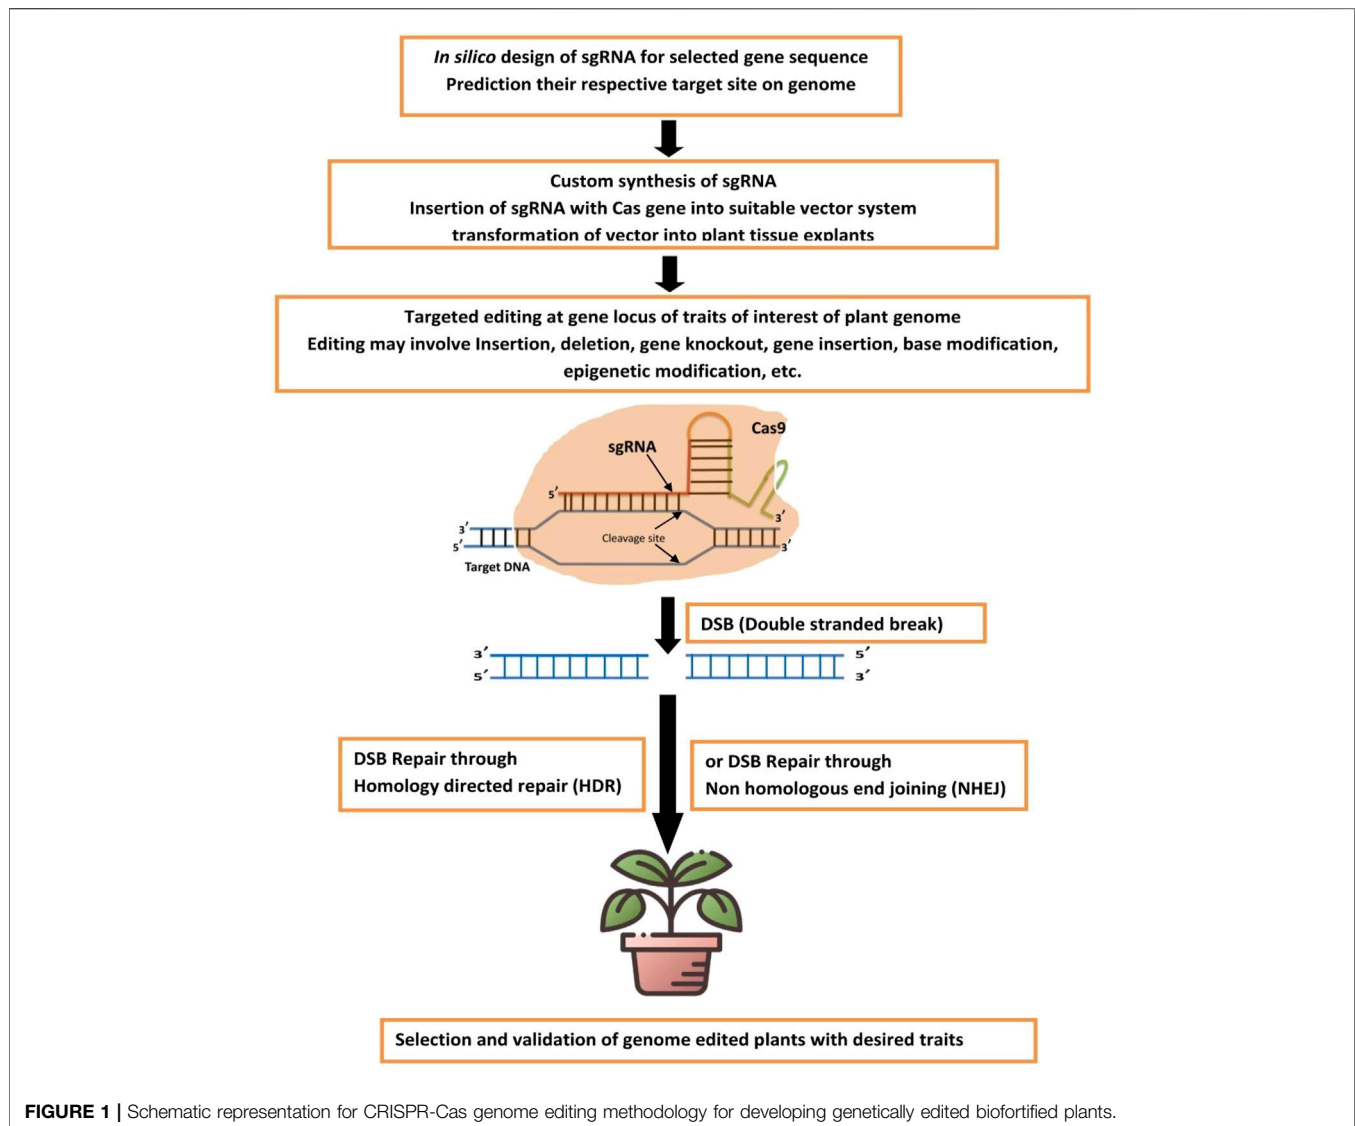 In silico design of sgRNA for selected gene sequence
Prediction their respective target site on genome
Custom synthesis of sgRNA
Insertion of sgRNA with Cas gene into suitable vector system
transformation of vector into plant tissue explants
Targeted editing at gene locus of traits of interest of plant genome
Editing may involve Insertion, deletion, gene knockout, gene insertion, base modification,
epigenetic modification, etc.
Cas9
sgRNA
5′
3′
3′
Cleavage site
5′
3′
Target DNA
DSB (Double stranded break)
3′
5′
5′
3′
DSB Repair through
Homology directed repair (HDR)
or DSB Repair through
Non homologous end joining (NHEJ)
Selection and validation of genome edited plants with desired traits
FIGURE 1 | Schematic representation for CRISPR-Cas genome editing methodology for developing genetically edited biofortified plants.